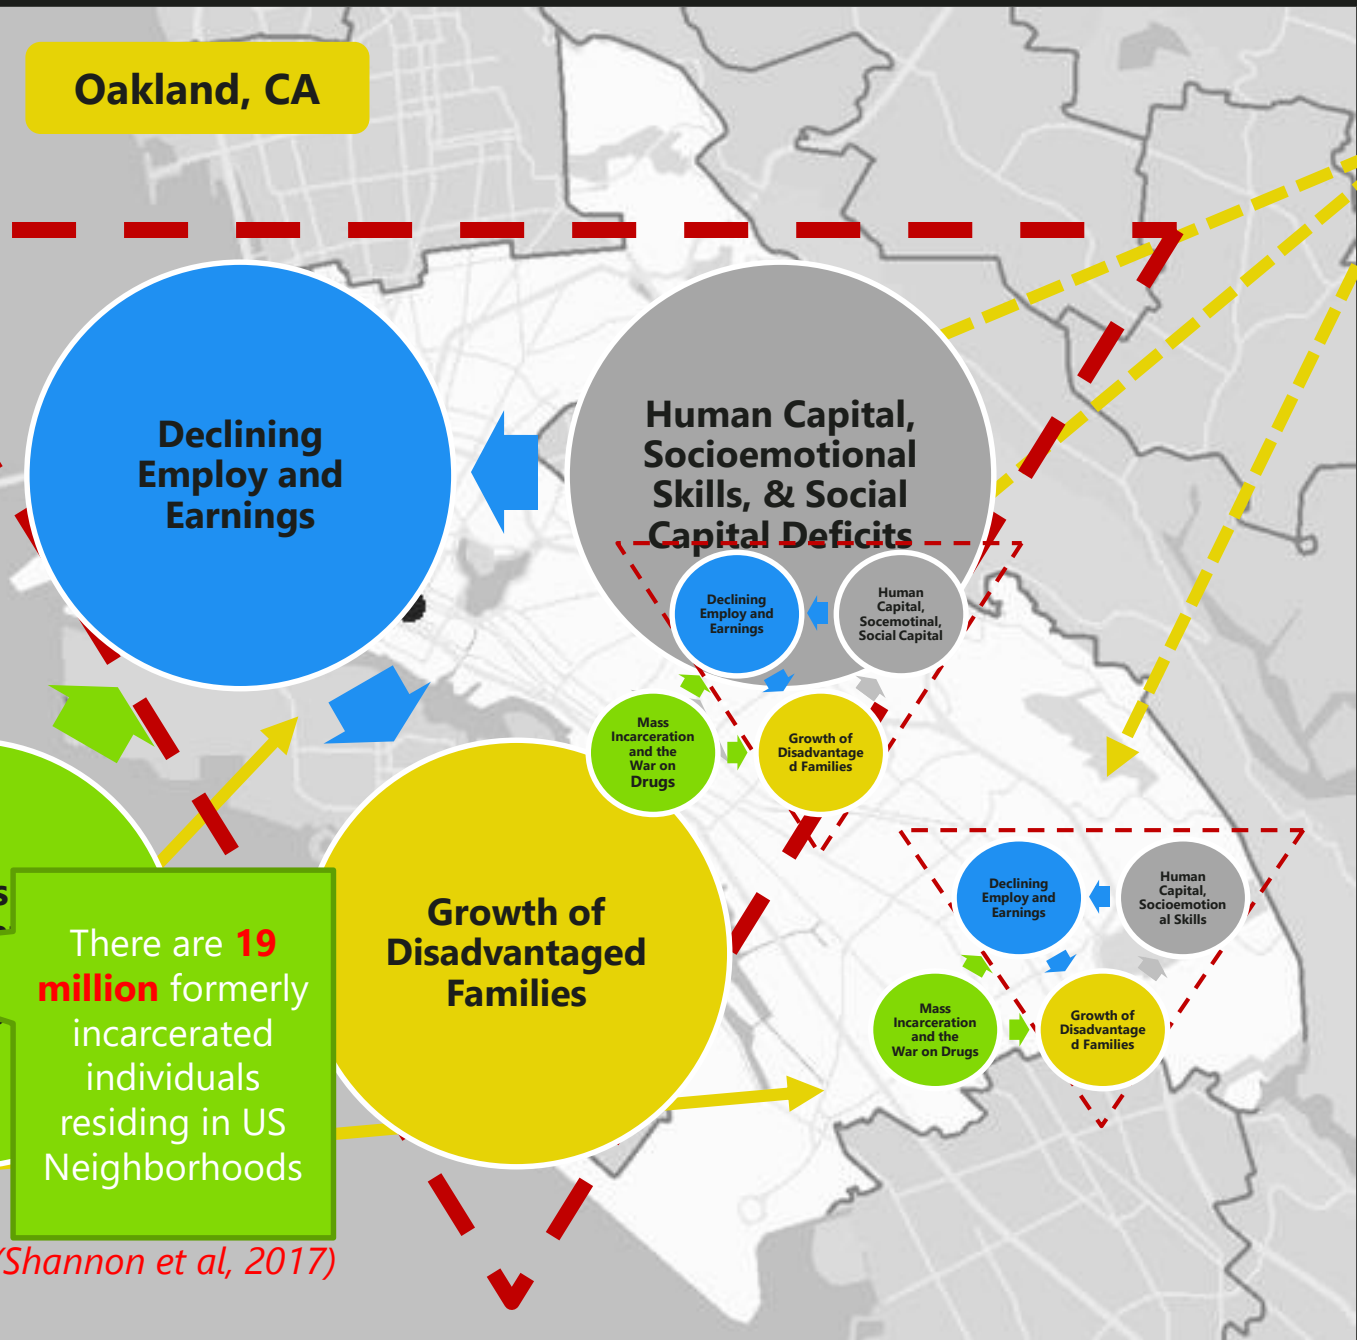 Oakland, CA
Declining
Employ and
Earnings
Human Capital,
Socioemotional
Skills, & Social
Capital Deficits
Declining
Employ and
Earnings
Human
Capital,
Socemotinal,
Social Capital
Mass
Incarceration
and the
War on
Drugs
Growth of
Disadvantage
d Families
Declining
Employ and
Earnings
Human
Capital,
Socioemotion
al Skills
Mass
Incarceration
and the
War on Drugs
Growth of
Disadvantage
d Families
Growth of
Disadvantaged
Families
There are 19
million formerly
incarcerated
individuals
residing in US
Neighborhoods
(Shannon et al, 2017)